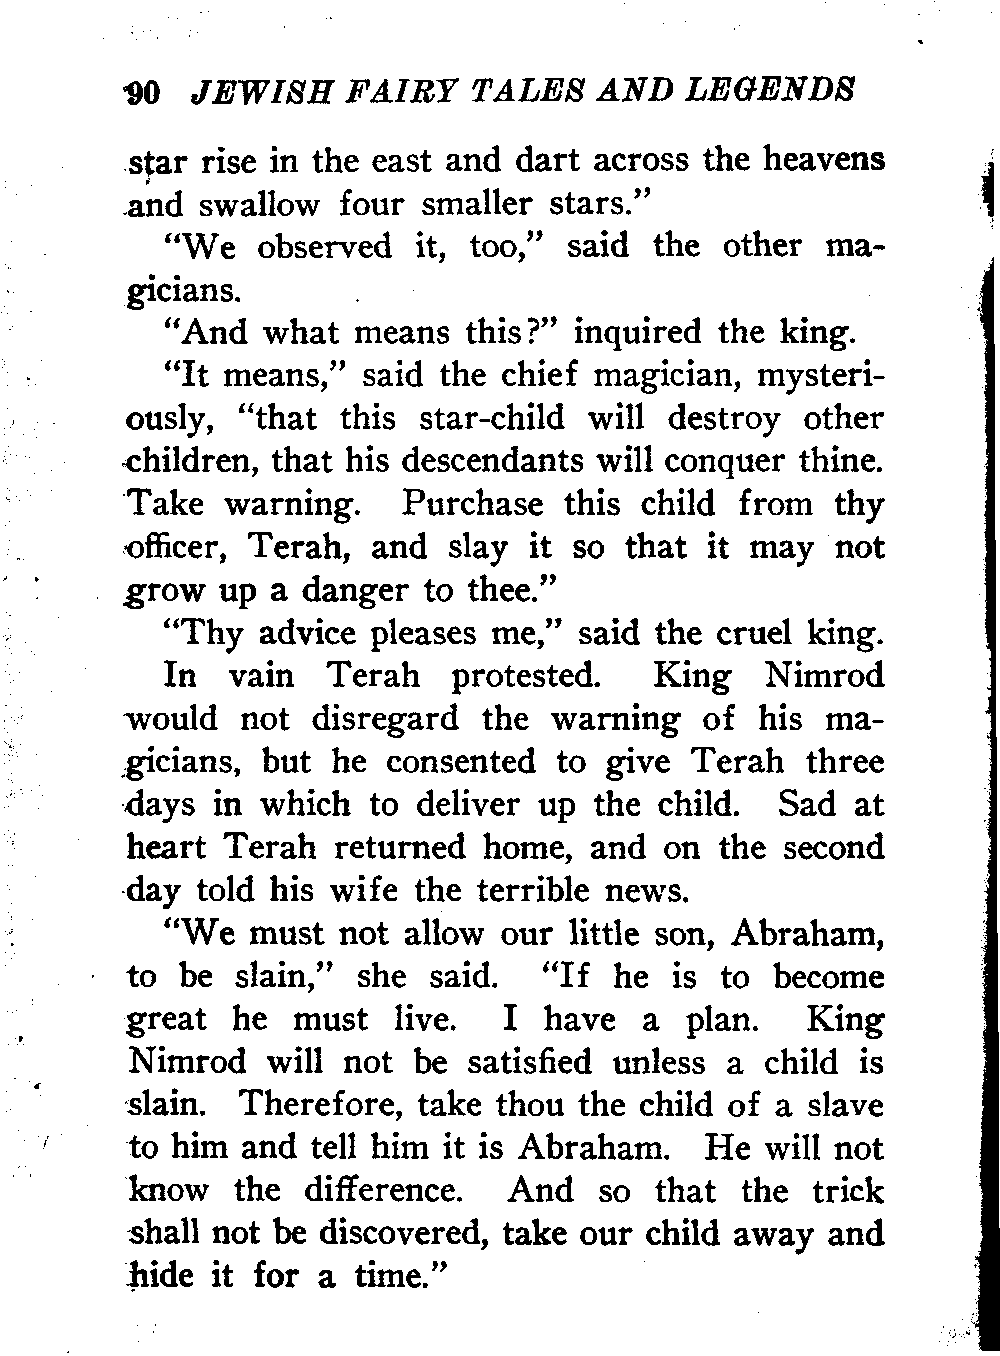 90 JEWISH FAIRY TALES AND LEGENDS
star rise in the east and dart across the heavens
and swallow four smaller stars."
"We observed it, too," said the other ma-
gicians.
"And what means this?" inquired the king.
"It means," said the chief magician, mysteri-
ously, "that this star-child will destroy other
children, that his descendants will conquer thine.
Take warning. Purchase this child from thy
officer, Terah, and slay it so that it may not
grow up a danger to thee."
"Thy advice pleases me," said the cruel king.
In vain Terah protested. King Nimrod
would not disregard the warning of his ma-
gicians, but he consented to give Terah three
days in which to deliver up the child. Sad at
heart Terah returned home, and on the second
day told his wife the terrible news.
"We must not allow our little son, Abraham,
to be slain," she said. "If he is to become
great he must live. I have a plan. King
Nimrod will not be satisfied unless a child is
slain. Therefore, take thou the child of a slave
to him and tell him it is Abraham. He will not
know the difference. And so that the trick
shall not be discovered, take our child away and
hide it for a time."